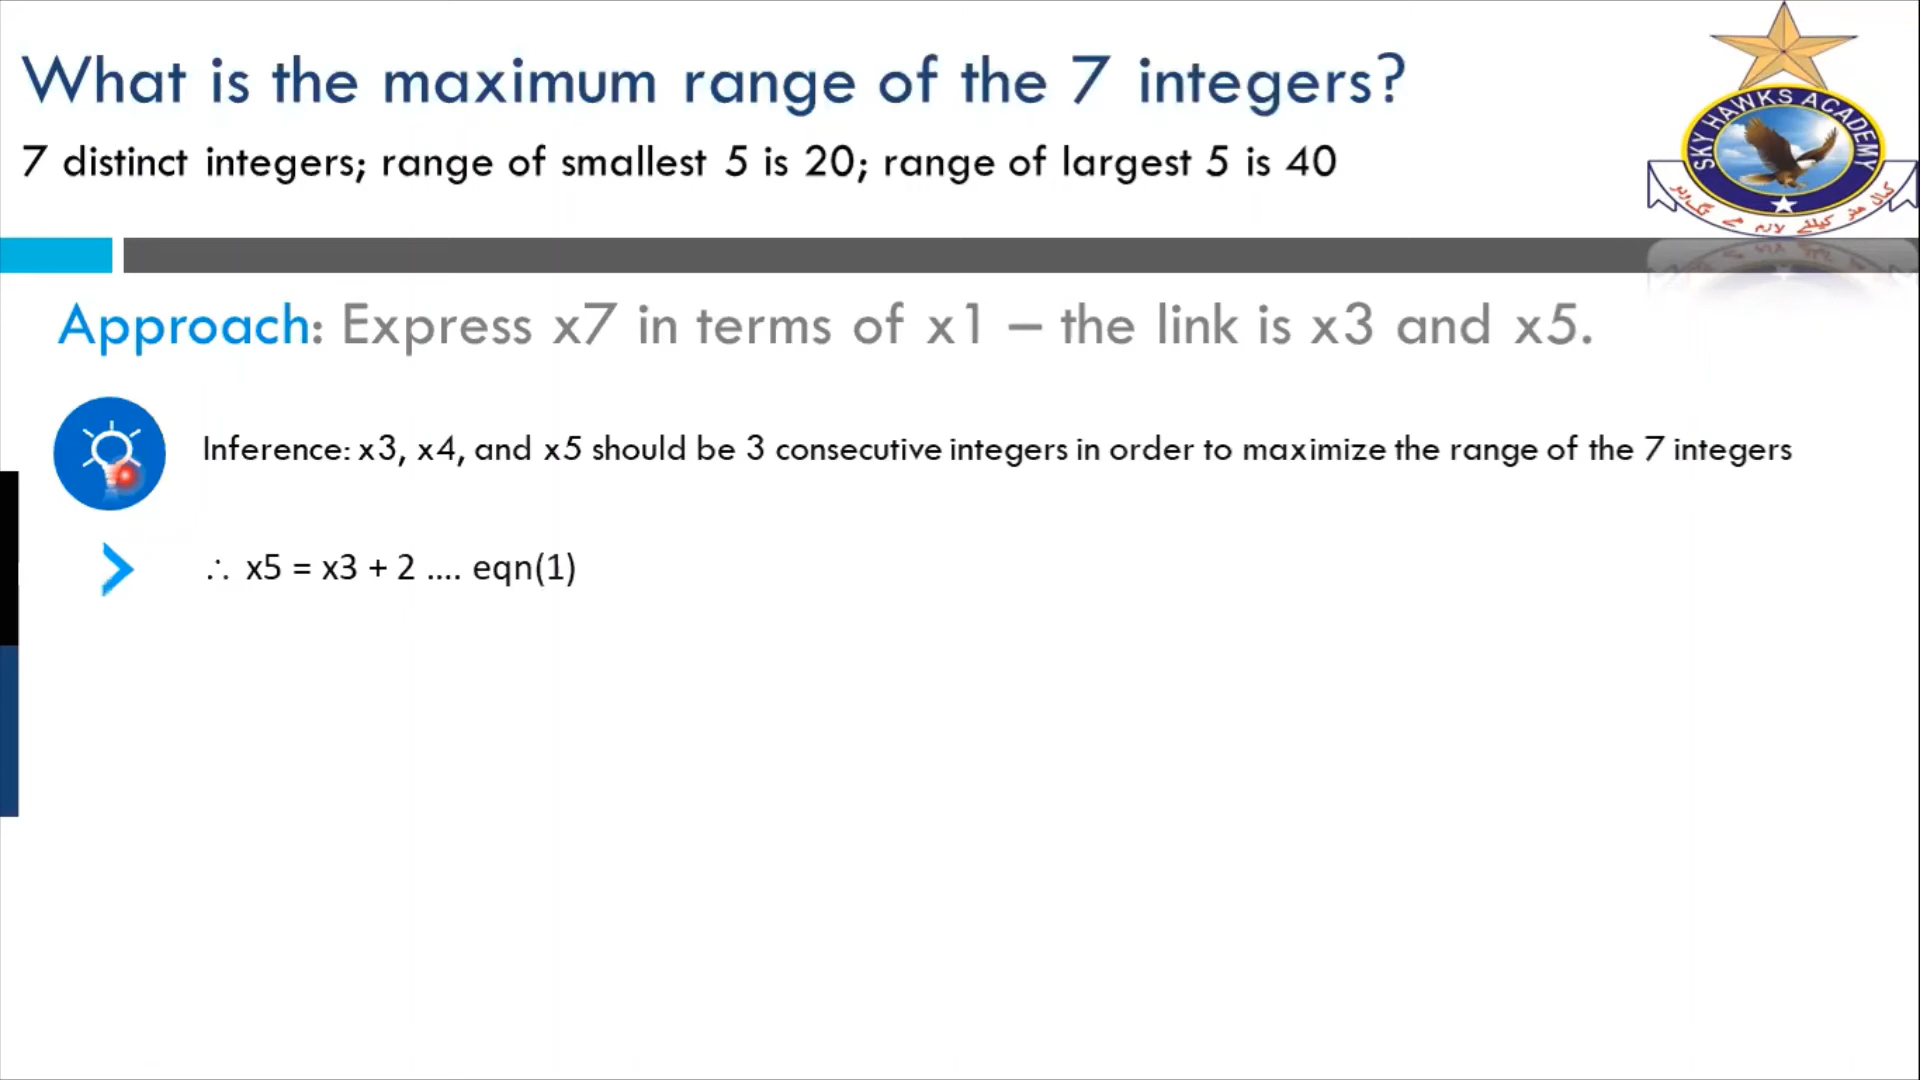 What is the maximum range of the 7 integers?
7 distinct integers; range of smallest 5 is 20; range of largest 5 is 40
SKY HAWKS ACADEMY
Approach: Express x7 in terms of x1 – the link is x3 and x5.
Inference: x3, x4, and x5 should be 3 consecutive integers in order to maximize the range of the 7 integers
∴ x5 = x3 + 2 .... eqn(1)